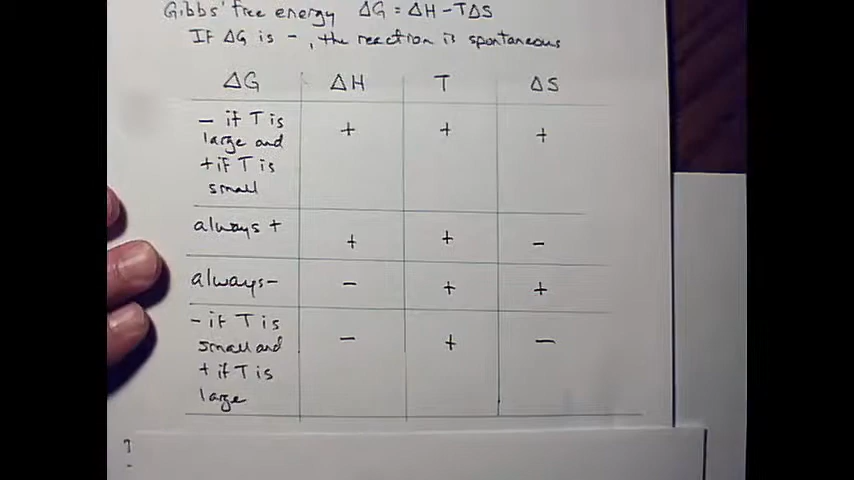 Gibbs' free energy ΔG = ΔH - TΔS
If ΔG is -, the reaction is spontaneous
ΔG ΔH T ΔS
- if T is
large and
+ if T is
small
+ + +
always +
+ + -
always -
- + +
- if T is
small and
+ if T is
large
- + -